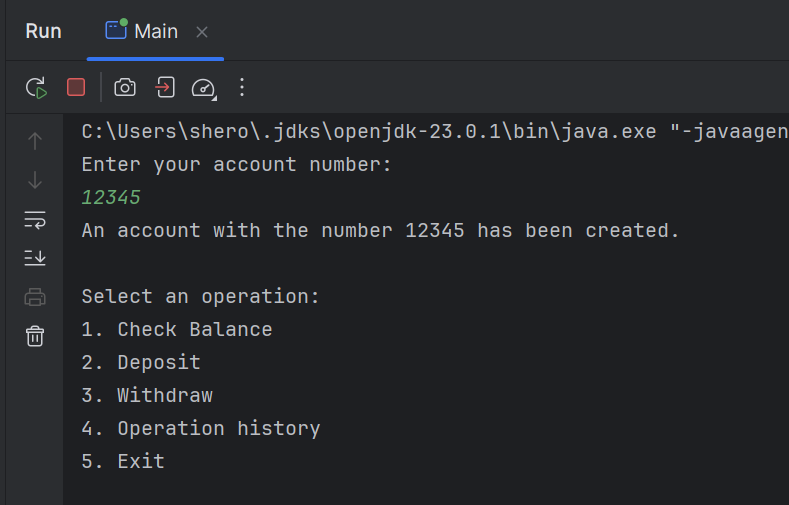 Run Main
C:\Users\shero\.jdks\openjdk-23.0.1\bin\java.exe "-javaagen
Enter your account number:
12345
An account with the number 12345 has been created.
Select an operation:
1. Check Balance
2. Deposit
3. Withdraw
4. Operation history
5. Exit